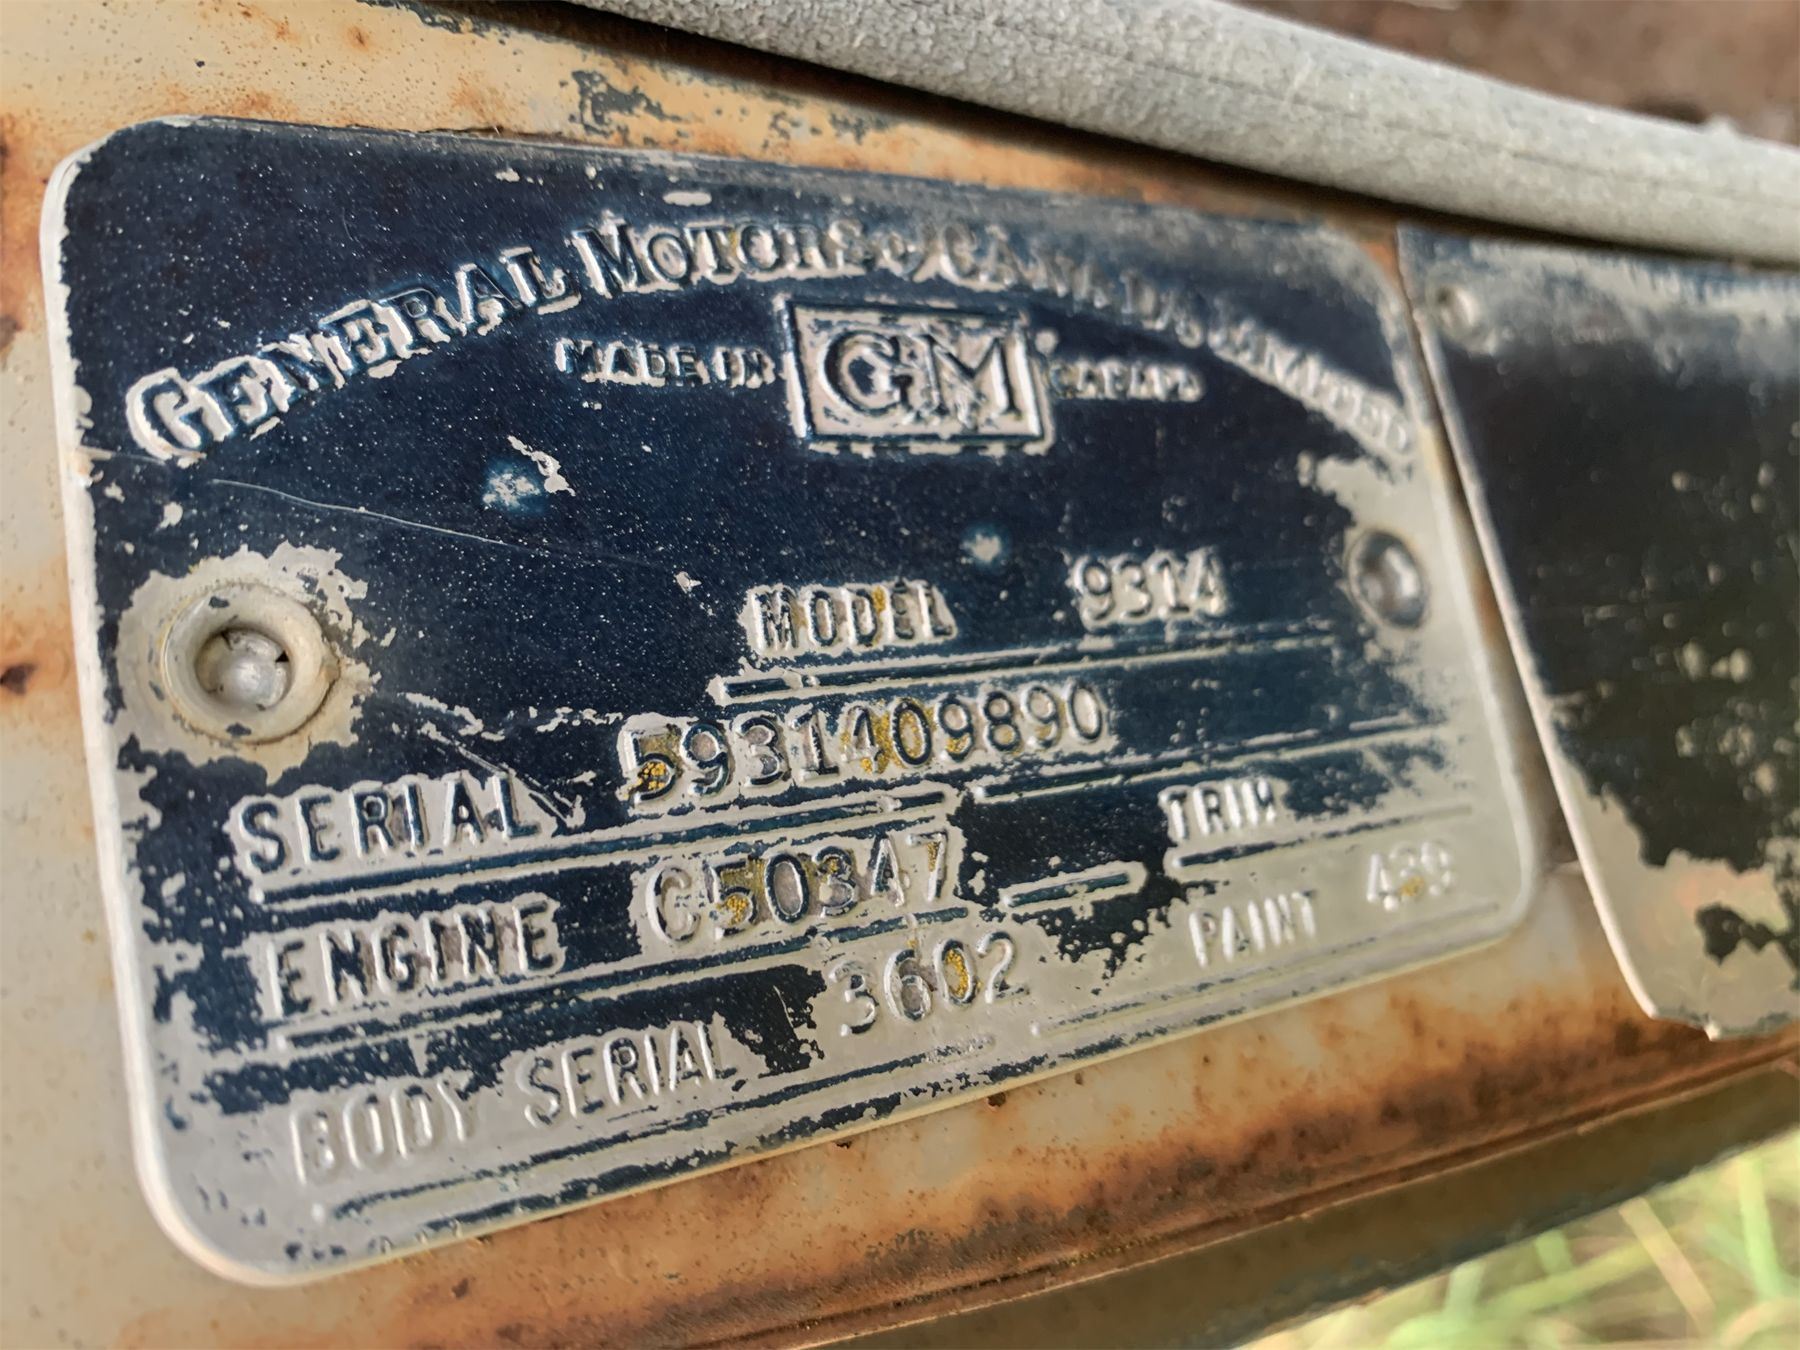 GENERAL MOTORS of CANADA, LIMITED
MADE IN GM CANADA
MODEL 9314
SERIAL 5931409890
ENGINE C50347 TRIM
BODY SERIAL 3602 PAINT